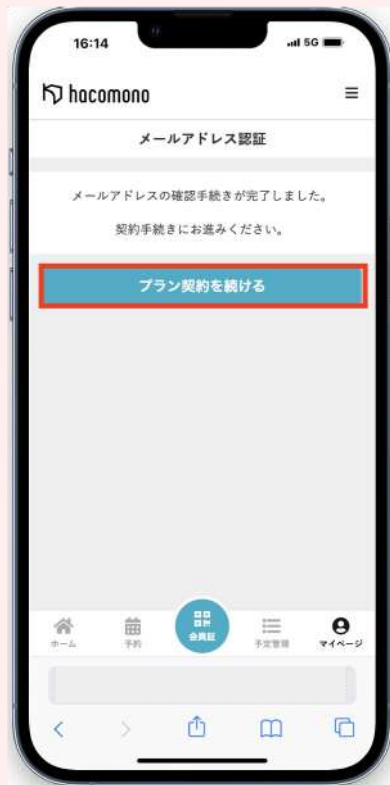 16:14
5G
hacomono
メールアドレス認証
メールアドレスの確認手続きが完了しました。
契約手続きにお進みください。
プラン契約を続ける
ホーム
予約
会員証
予定管理
マイページ